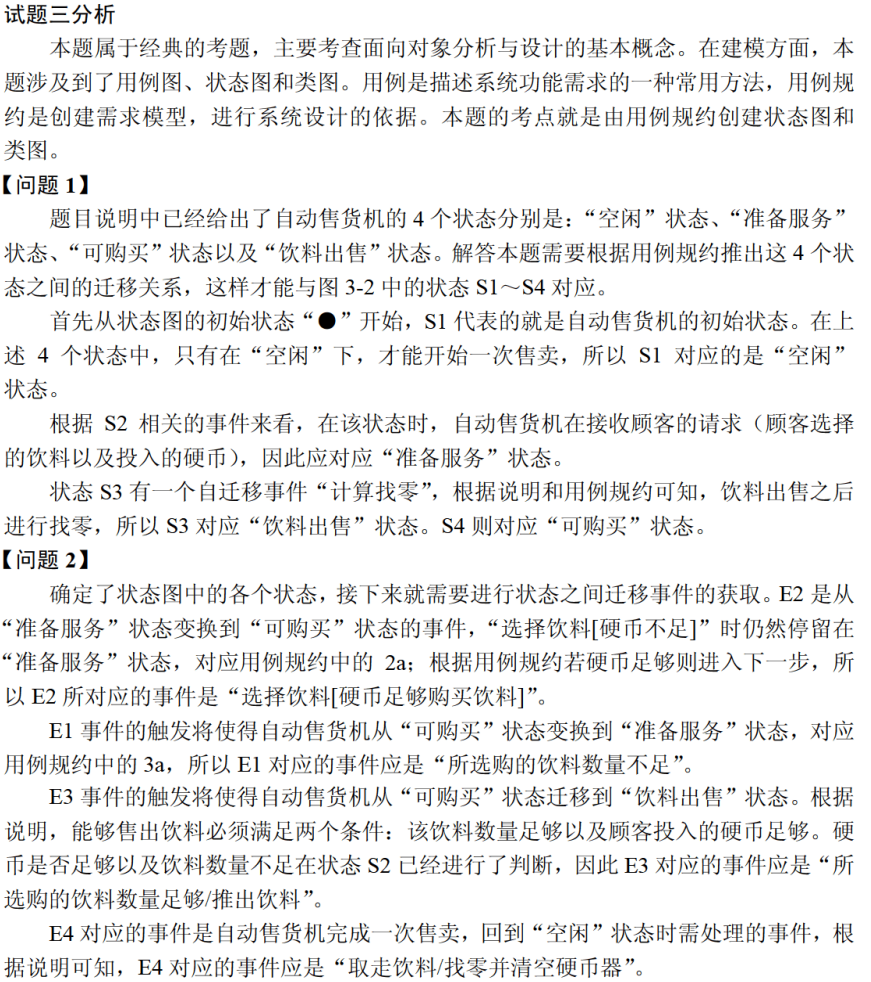 试题三分析
本题属于经典的考题，主要考查面向对象分析与设计的基本概念。在建模方面，本
题涉及到了用例图、状态图和类图。用例是描述系统功能需求的一种常用方法，用例规
约是创建需求模型，进行系统设计的依据。本题的考点就是由用例规约创建状态图和
类图。
【问题 1】
题目说明中已经给出了自动售货机的 4 个状态分别是：“空闲”状态、“准备服务”
状态、“可购买”状态以及“饮料出售”状态。解答本题需要根据用例规约推出这 4 个状
态之间的迁移关系，这样才能与图 3-2 中的状态 S1～S4 对应。
首先从状态图的初始状态“●”开始，S1 代表的就是自动售货机的初始状态。在上
述 4 个状态中，只有在“空闲”下，才能开始一次售卖，所以 S1 对应的是“空闲”
状态。
根据 S2 相关的事件来看，在该状态时，自动售货机在接收顾客的请求（顾客选择
的饮料以及投入的硬币），因此应对应“准备服务”状态。
状态 S3 有一个自迁移事件“计算找零”，根据说明和用例规约可知，饮料出售之后
进行找零，所以 S3 对应“饮料出售”状态。S4 则对应“可购买”状态。
【问题 2】
确定了状态图中的各个状态，接下来就需要进行状态之间迁移事件的获取。E2 是从
“准备服务”状态变换到“可购买”状态的事件，“选择饮料[硬币不足]”时仍然停留在
“准备服务”状态，对应用例规约中的 2a；根据用例规约若硬币足够则进入下一步，所
以 E2 所对应的事件是“选择饮料[硬币足够购买饮料]”。
E1 事件的触发将使得自动售货机从“可购买”状态变换到“准备服务”状态，对应
用例规约中的 3a，所以 E1 对应的事件应是“所选购的饮料数量不足”。
E3 事件的触发将使得自动售货机从“可购买”状态迁移到“饮料出售”状态。根据
说明，能够售出饮料必须满足两个条件：该饮料数量足够以及顾客投入的硬币足够。硬
币是否足够以及饮料数量不足在状态 S2 已经进行了判断，因此 E3 对应的事件应是“所
选购的饮料数量足够/推出饮料”。
E4 对应的事件是自动售货机完成一次售卖，回到“空闲”状态时需处理的事件，根
据说明可知，E4 对应的事件应是“取走饮料/找零并清空硬币器”。